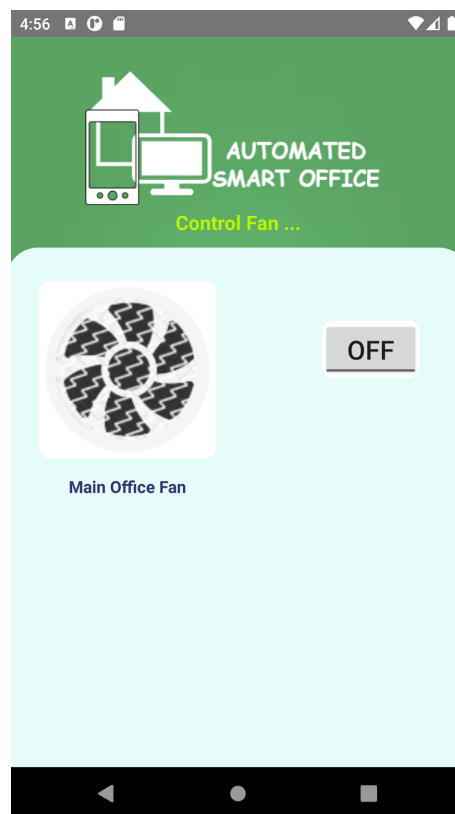 4:56
AUTOMATED
SMART OFFICE
Control Fan ...
OFF
Main Office Fan